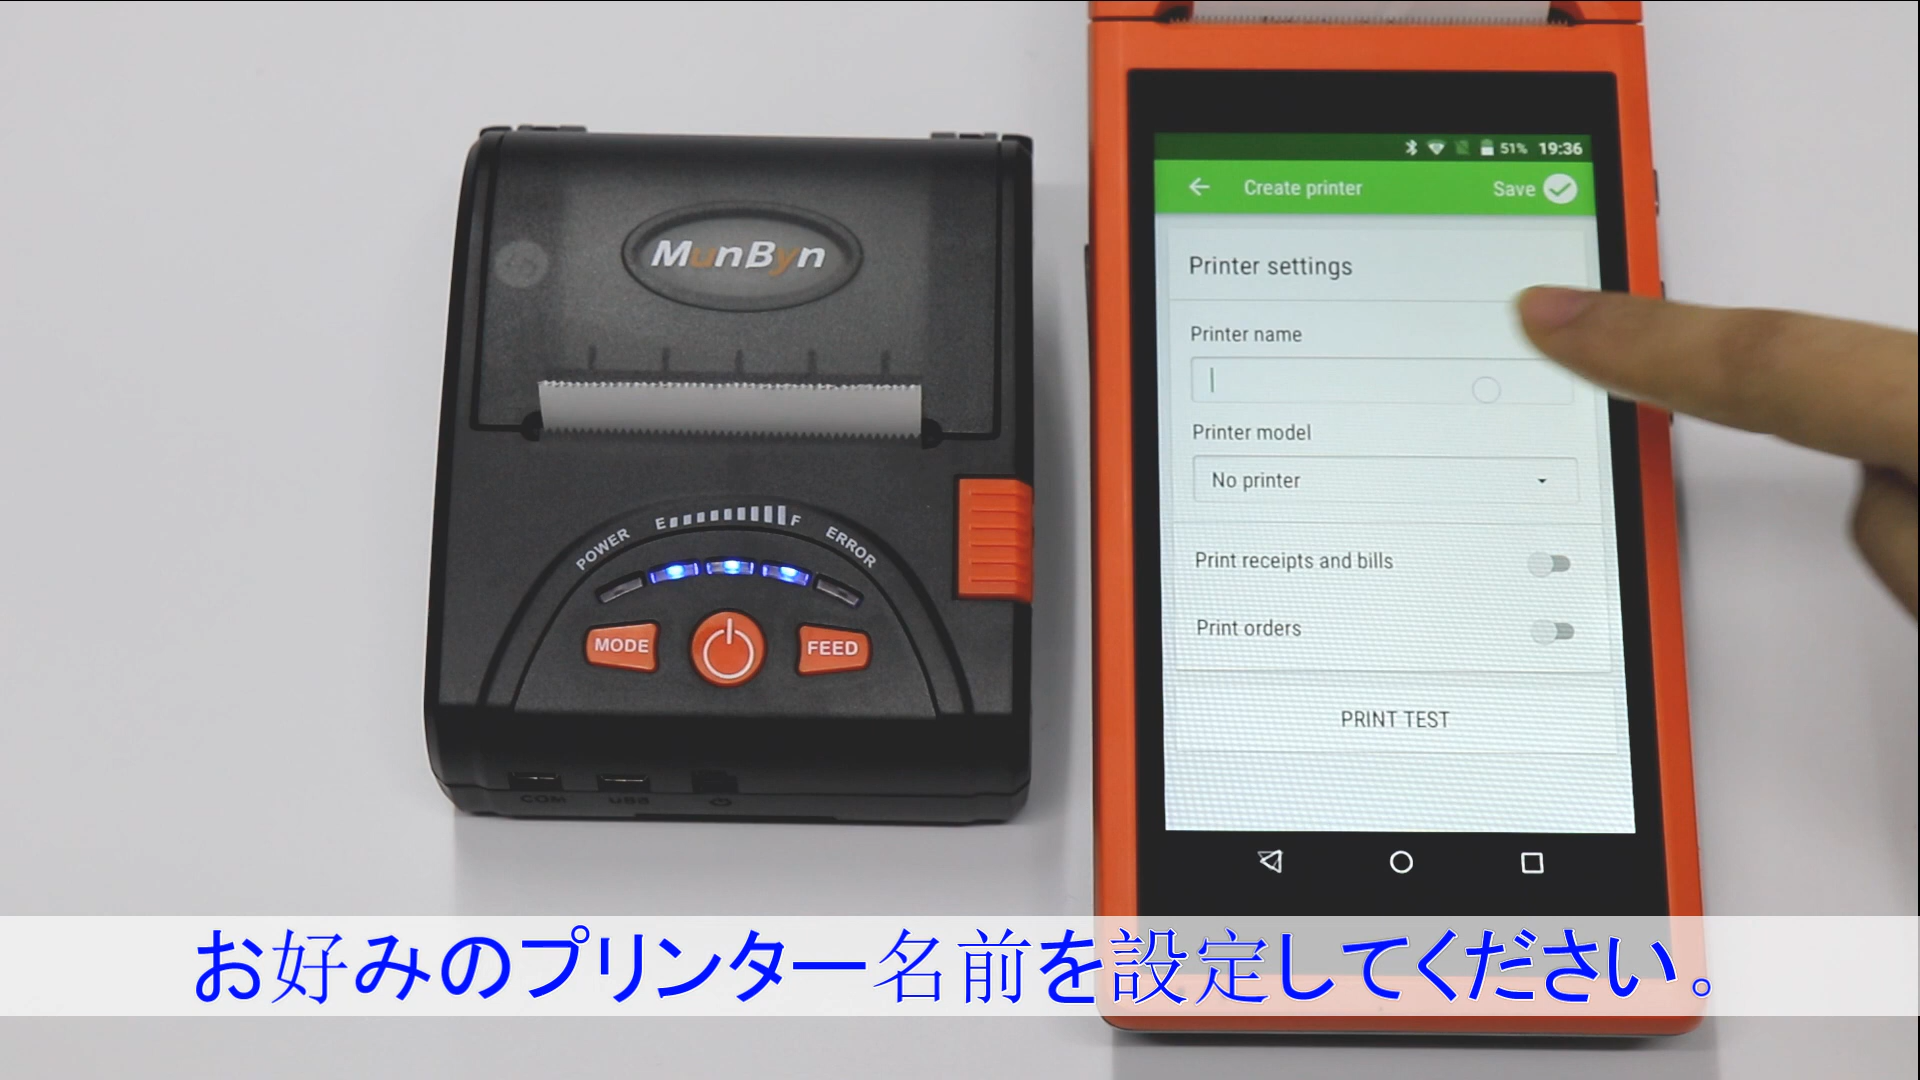 MunByn
POWER
E
F
ERROR
MODE
FEED
COM
USB
51%
19:36
Create printer
Save
Printer settings
Printer name
Printer model
No printer
Print receipts and bills
Print orders
PRINT TEST
お好みのプリンター名前を設定してください。